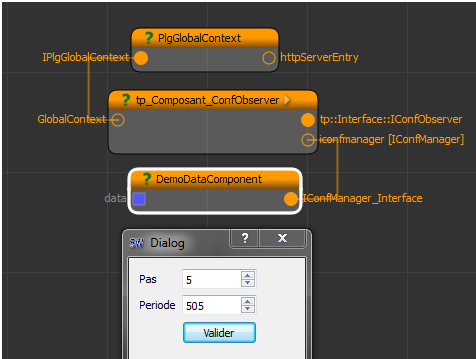 ? PlgGlobalContext
IPlgGlobalContext
httpServerEntry
? tp_Composant_ConfObserver
GlobalContext
tp::Interface::IConfObserver
iconfmanager [IConfManager]
? DemoDataComponent
data
IConfManager_Interface
SW Dialog ? X
Pas 5
Periode 505
Valider